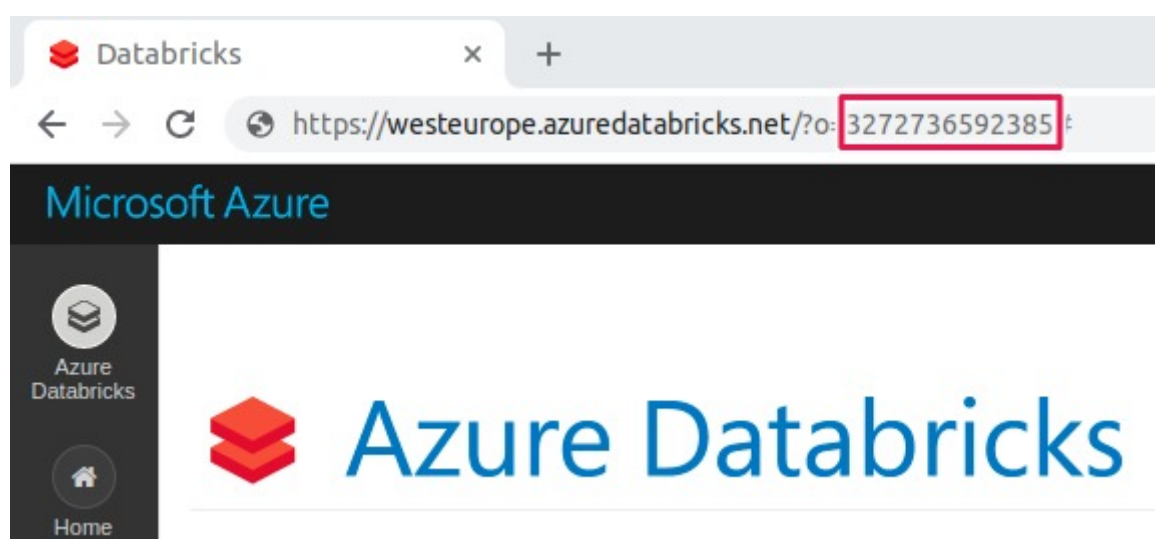 Databricks
https://westeurope.azuredatabricks.net/?o=3272736592385#
Microsoft Azure
Azure
Databricks
Azure Databricks
Home